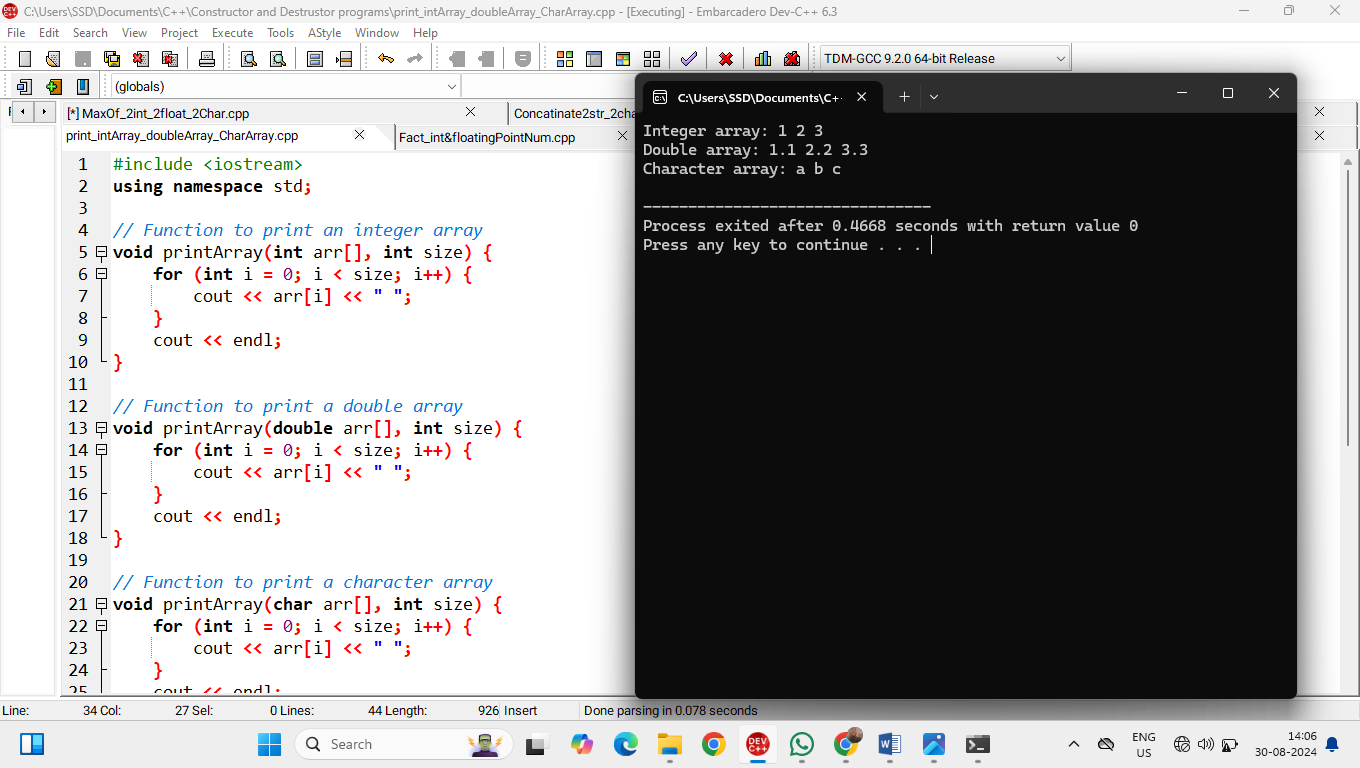 C:\Users\SSD\Documents\C++\Constructor and Destrustor programs\print_intArray_doubleArray_CharArray.cpp - [Executing] - Embarcadero Dev-C++ 6.3
File Edit Search View Project Execute Tools AStyle Window Help
TDM-GCC 9.2.0 64-bit Release
(globals)
[*] MaxOf_2int_2float_2Char.cpp
Concatinate2str_2cha
print_intArray_doubleArray_CharArray.cpp
Fact_int&floatingPointNum.cpp
1 #include <iostream>
2 using namespace std;
3
4 // Function to print an integer array
5 void printArray(int arr[], int size) {
6 for (int i = 0; i < size; i++) {
7 cout << arr[i] << " ";
8 }
9 cout << endl;
10 }
11
12 // Function to print a double array
13 void printArray(double arr[], int size) {
14 for (int i = 0; i < size; i++) {
15 cout << arr[i] << " ";
16 }
17 cout << endl;
18 }
19
20 // Function to print a character array
21 void printArray(char arr[], int size) {
22 for (int i = 0; i < size; i++) {
23 cout << arr[i] << " ";
24 }
25 cout << endl;
C:\Users\SSD\Documents\C+
Integer array: 1 2 3
Double array: 1.1 2.2 3.3
Character array: a b c
--------------------------------
Process exited after 0.4668 seconds with return value 0
Press any key to continue . . .
Line: 34 Col: 27 Sel: 0 Lines: 44 Length: 926 Insert Done parsing in 0.078 seconds
Search
DEV C++
ENG
US
14:06
30-08-2024